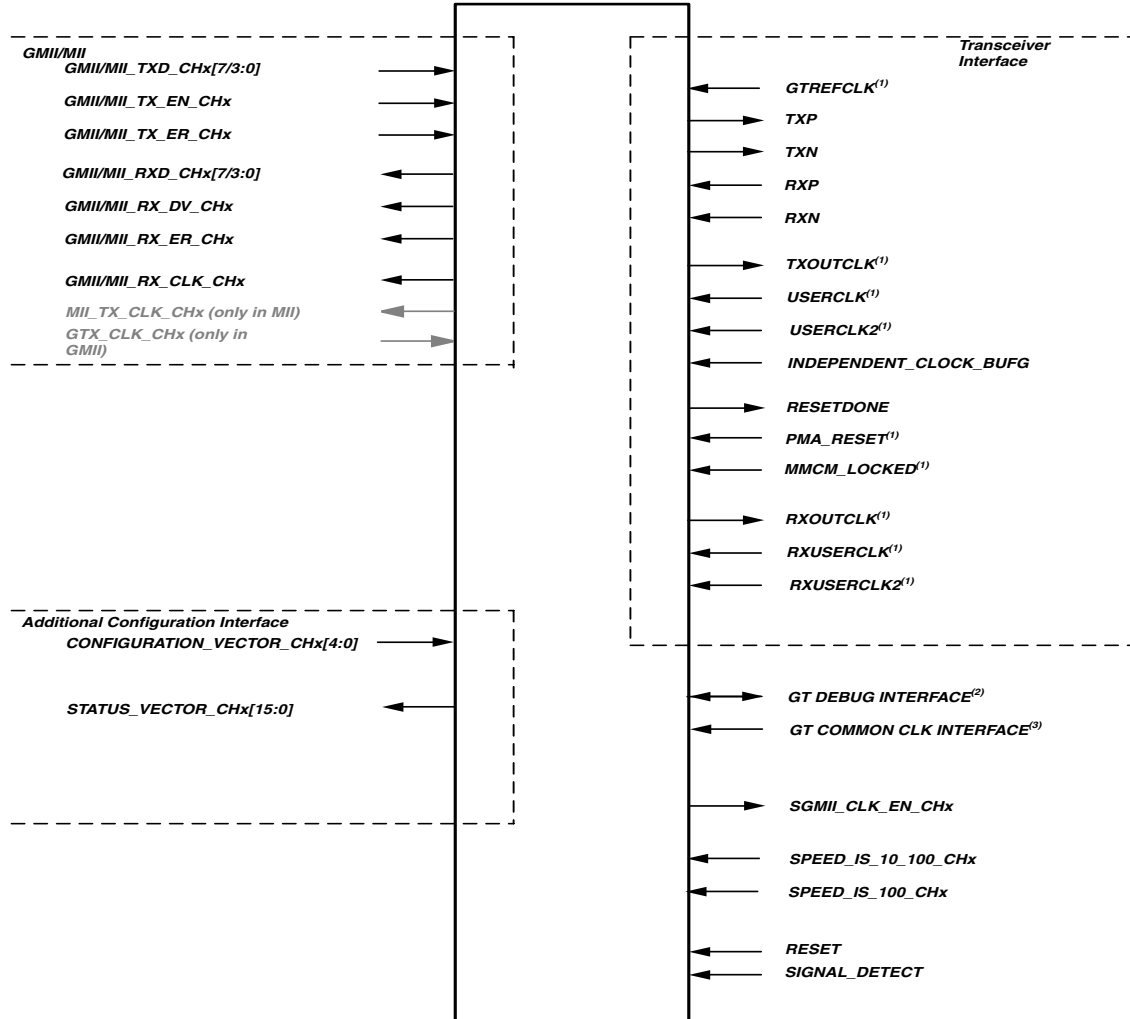 GMII/MII
GMII/MII_TXD_CHx[7/3:0]
GMII/MII_TX_EN_CHx
GMII/MII_TX_ER_CHx
GMII/MII_RXD_CHx[7/3:0]
GMII/MII_RX_DV_CHx
GMII/MII_RX_ER_CHx
GMII/MII_RX_CLK_CHx
MII_TX_CLK_CHx (only in MII)
GTX_CLK_CHx (only in
GMII)
Additional Configuration Interface
CONFIGURATION_VECTOR_CHx[4:0]
STATUS_VECTOR_CHx[15:0]
Transceiver
Interface
GTREFCLK(1)
TXP
TXN
RXP
RXN
TXOUTCLK(1)
USERCLK(1)
USERCLK2(1)
INDEPENDENT_CLOCK_BUFG
RESETDONE
PMA_RESET(1)
MMCM_LOCKED(1)
RXOUTCLK(1)
RXUSERCLK(1)
RXUSERCLK2(1)
GT DEBUG INTERFACE(2)
GT COMMON CLK INTERFACE(3)
SGMII_CLK_EN_CHx
SPEED_IS_10_100_CHx
SPEED_IS_100_CHx
RESET
SIGNAL_DETECT